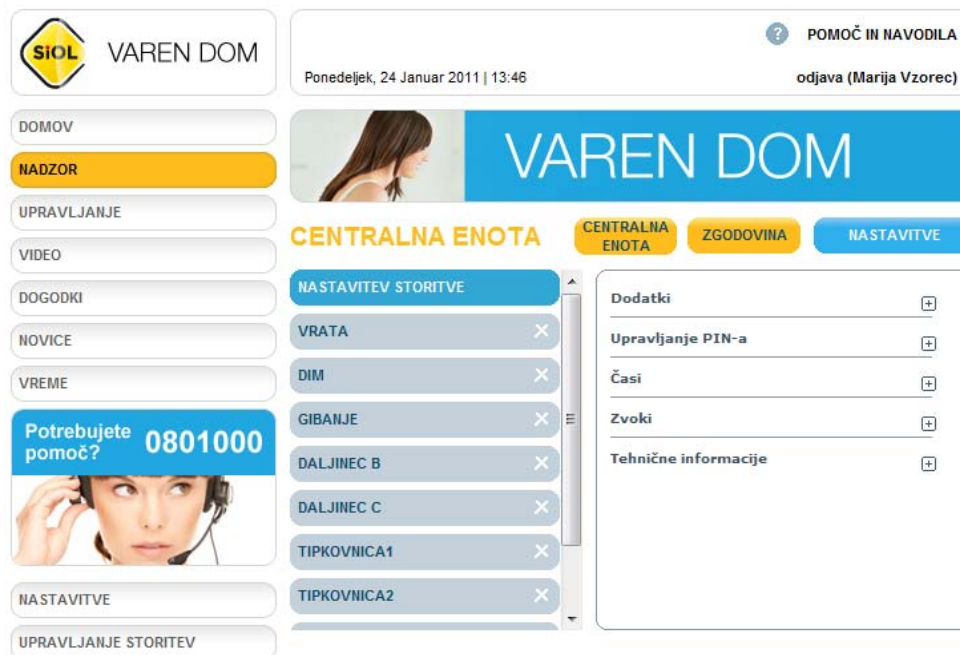 SiOL
VAREN DOM
POMOČ IN NAVODILA
Ponedeljek, 24 Januar 2011 | 13:46
odjava (Marija Vzorec)
DOMOV
NADZOR
UPRAVLJANJE
VIDEO
DOGODKI
NOVICE
VREME
Potrebujete
pomoč?
0801000
NASTAVITVE
UPRAVLJANJE STORITEV
VAREN DOM
CENTRALNA ENOTA
CENTRALNA
ENOTA
ZGODOVINA
NASTAVITVE
NASTAVITEV STORITVE
VRATA
DIM
GIBANJE
DALJINEC B
DALJINEC C
TIPKOVNICA1
TIPKOVNICA2
Dodatki
Upravljanje PIN-a
Časi
Zvoki
Tehnične informacije